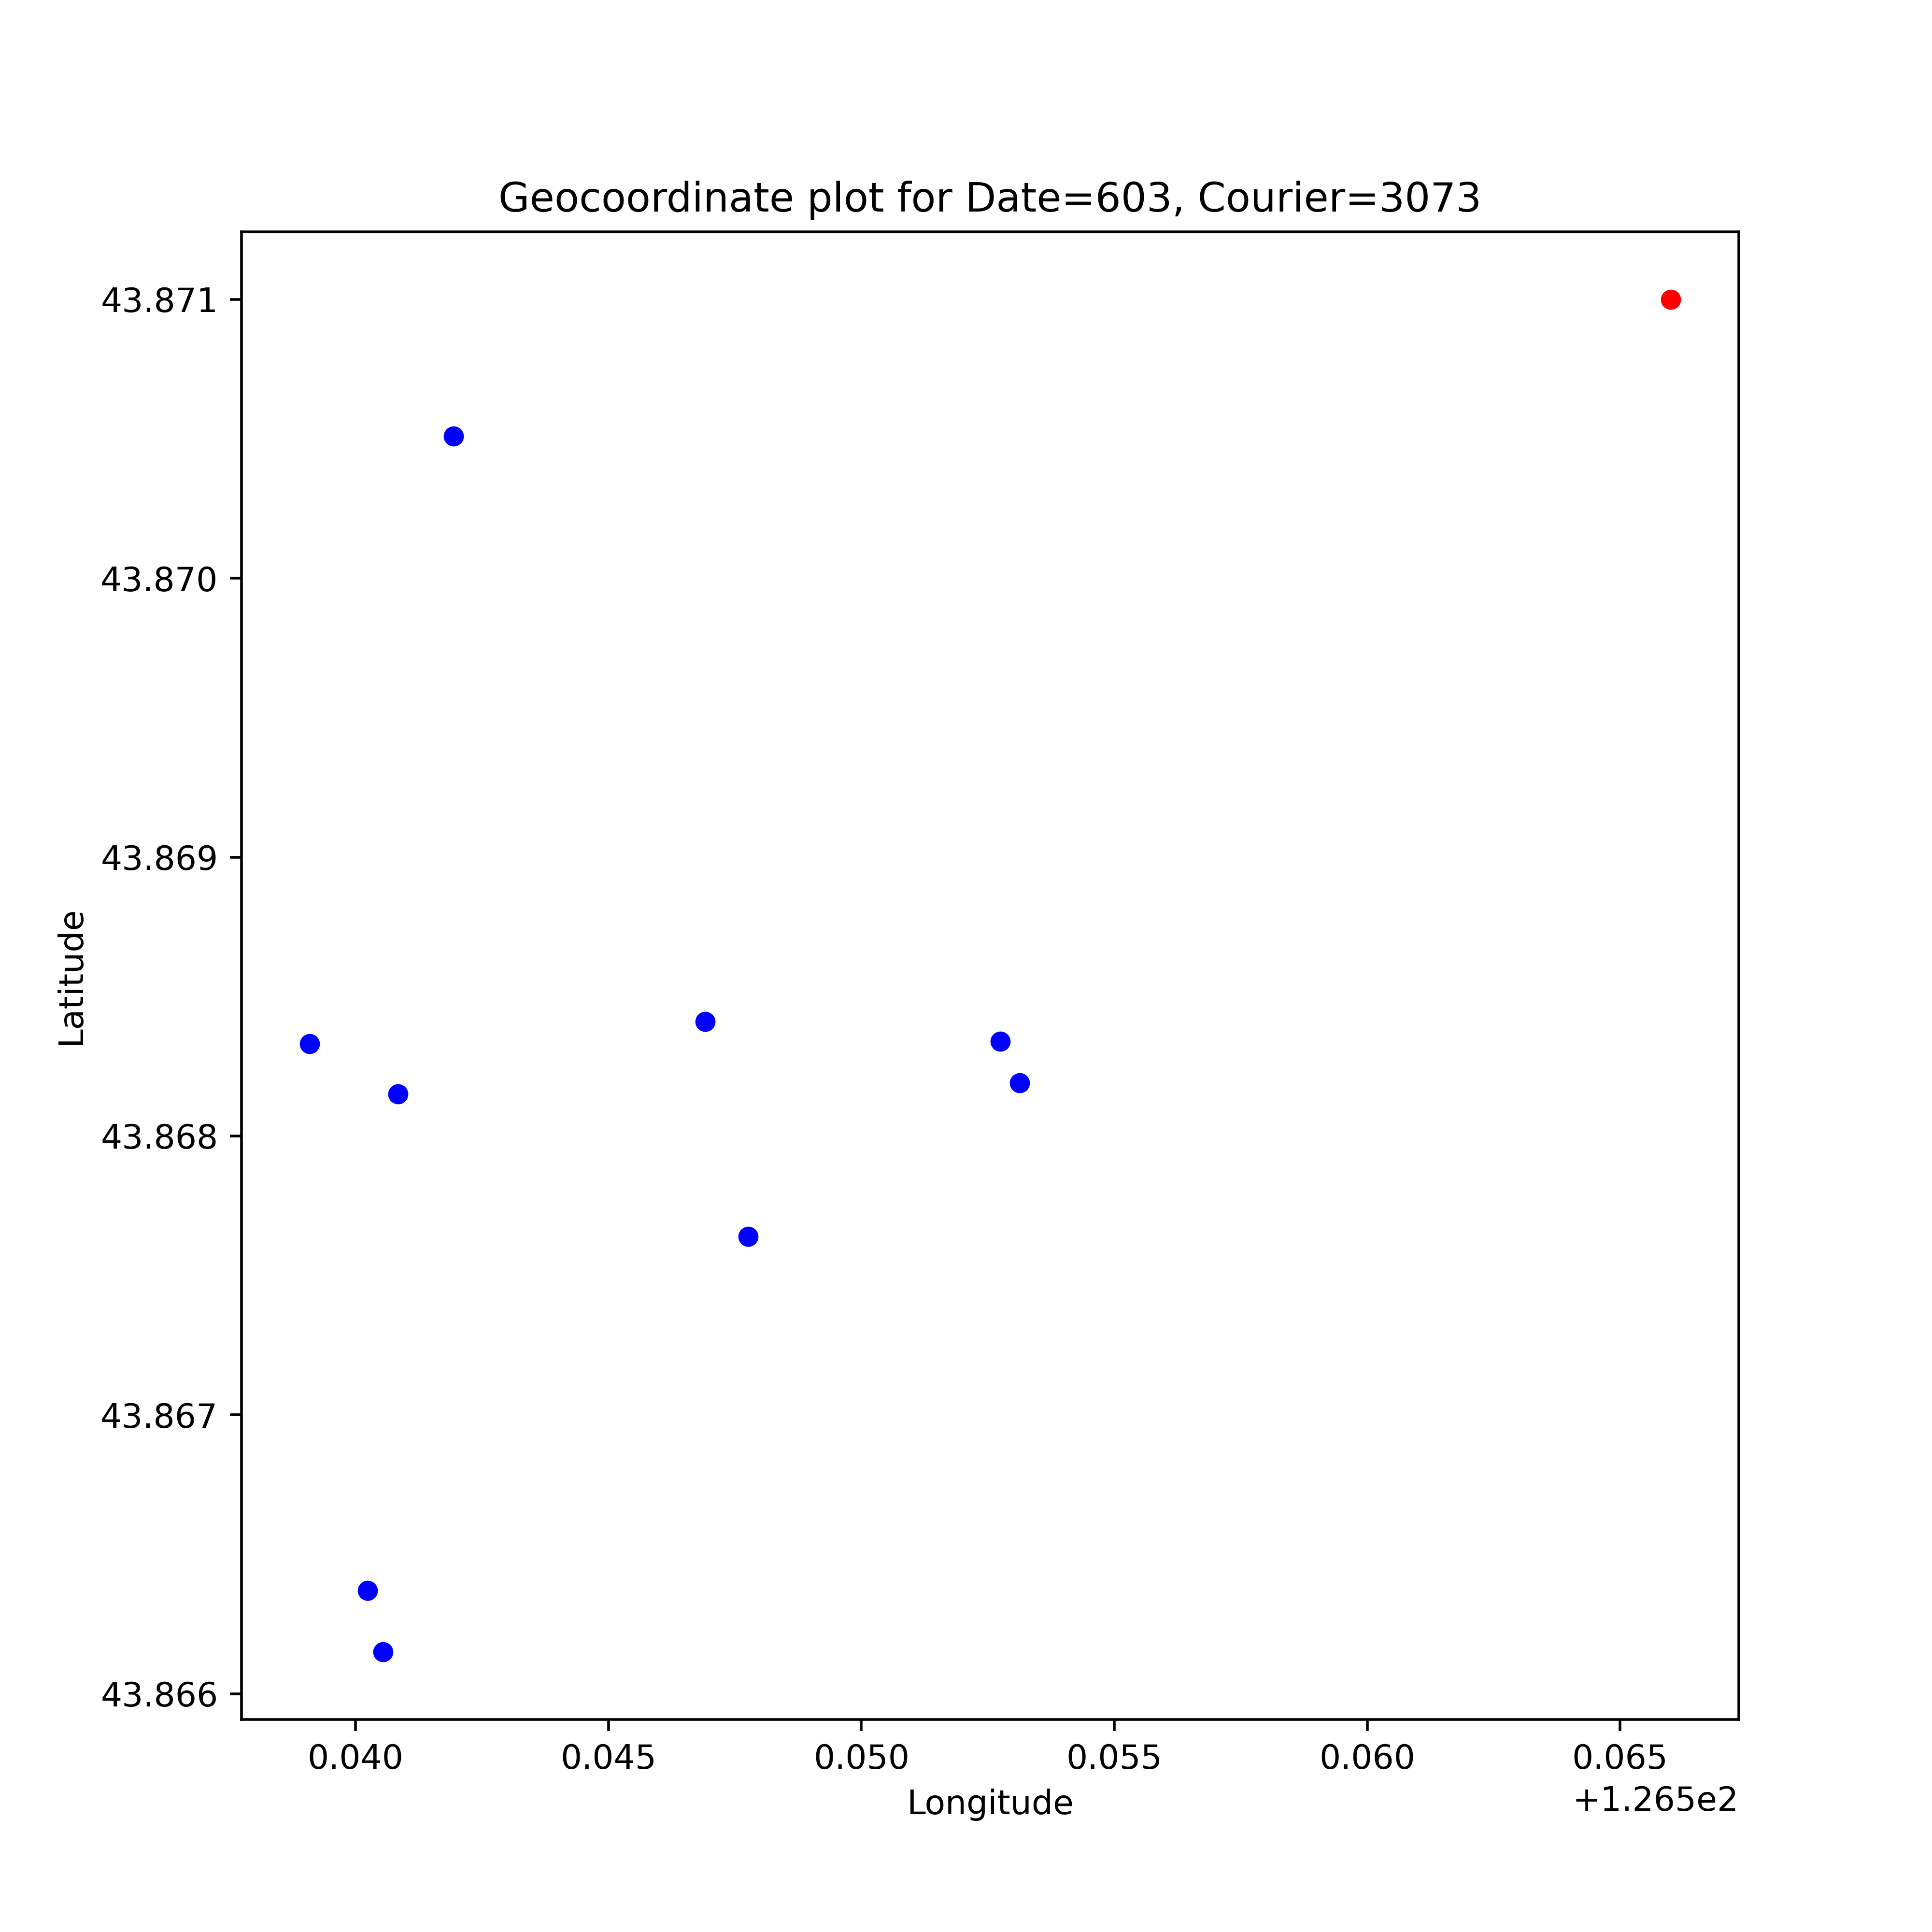 Geocoordinate plot for Date=603, Courier=3073
43.871
43.870
43.869
43.868
43.867
43.866
Latitude
0.040 0.045 0.050 0.055 0.060 0.065
+1.265e2
Longitude